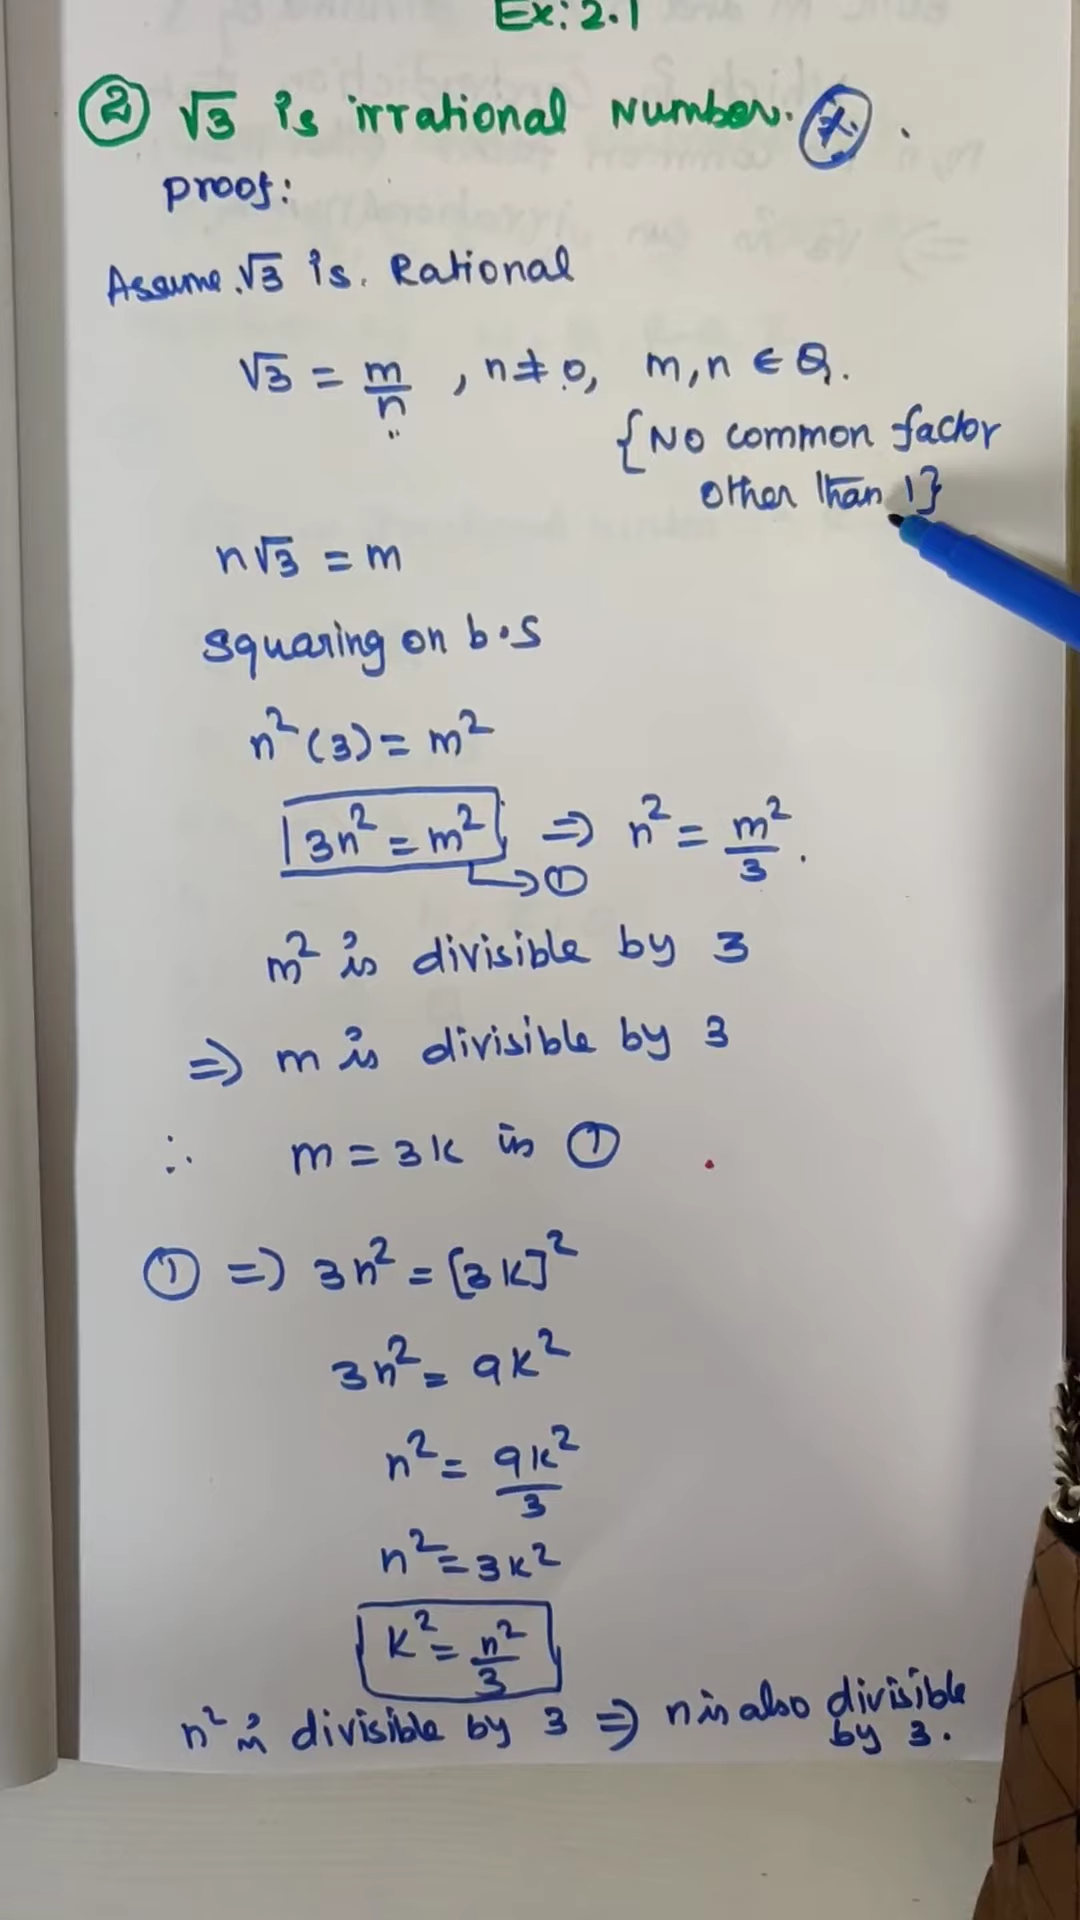 Ex: 2.1
② √3 is irrational Number. *.
Proof:
Assume √3 is. Rational
√3 = m/n , n ≠ 0, m, n ∈ Q.
{No common factor
other than 1}
n√3 = m
Squaring on b.s
n²(3) = m²
3n² = m² ⇒ n² = m²/3.
→①
m² is divisible by 3
⇒ m is divisible by 3
∴ m = 3k in ①
① ⇒ 3n² = [3k]²
3n² = 9k²
n² = 9k²/3
n² = 3k²
k² = n²/3
n² is divisible by 3 ⇒ n is also divisible
by 3.